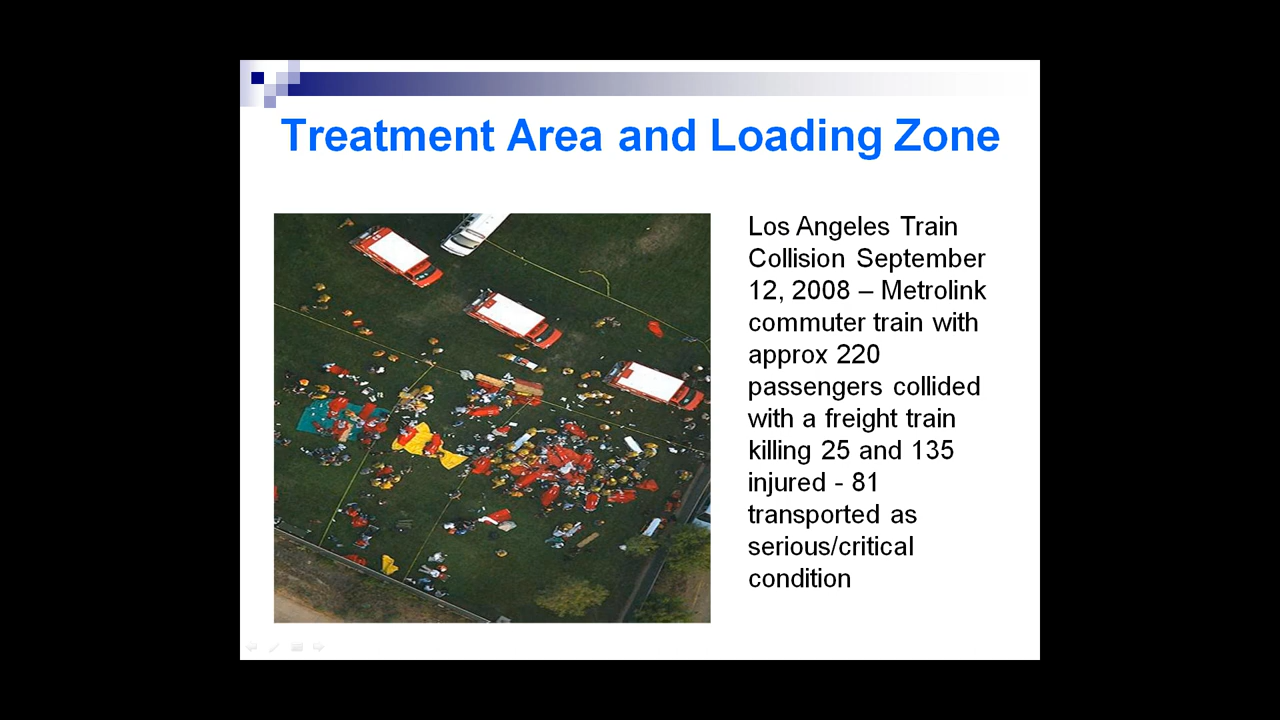 Treatment Area and Loading Zone
Los Angeles Train
Collision September
12, 2008 – Metrolink
commuter train with
approx 220
passengers collided
with a freight train
killing 25 and 135
injured - 81
transported as
serious/critical
condition